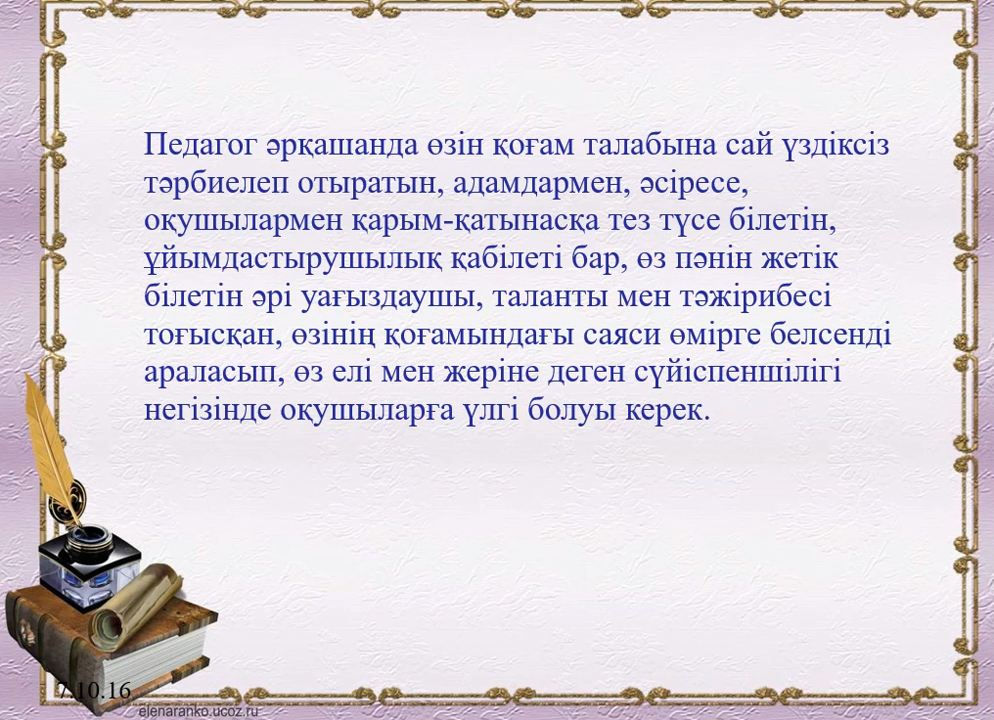 Педагог әрқашанда өзін қоғам талабына сай үздіксіз
тәрбиелеп отыратын, адамдармен, әсіресе,
оқушылармен қарым-қатынасқа тез түсе білетін,
ұйымдастырушылық қабілеті бар, өз пәнін жетік
білетін әрі уағыздаушы, таланты мен тәжірибесі
тоғысқан, өзінің қоғамындағы саяси өмірге белсенді
араласып, өз елі мен жеріне деген сүйіспеншілігі
негізінде оқушыларға үлгі болуы керек.
7.10.16
elenaranko.ucoz.ru